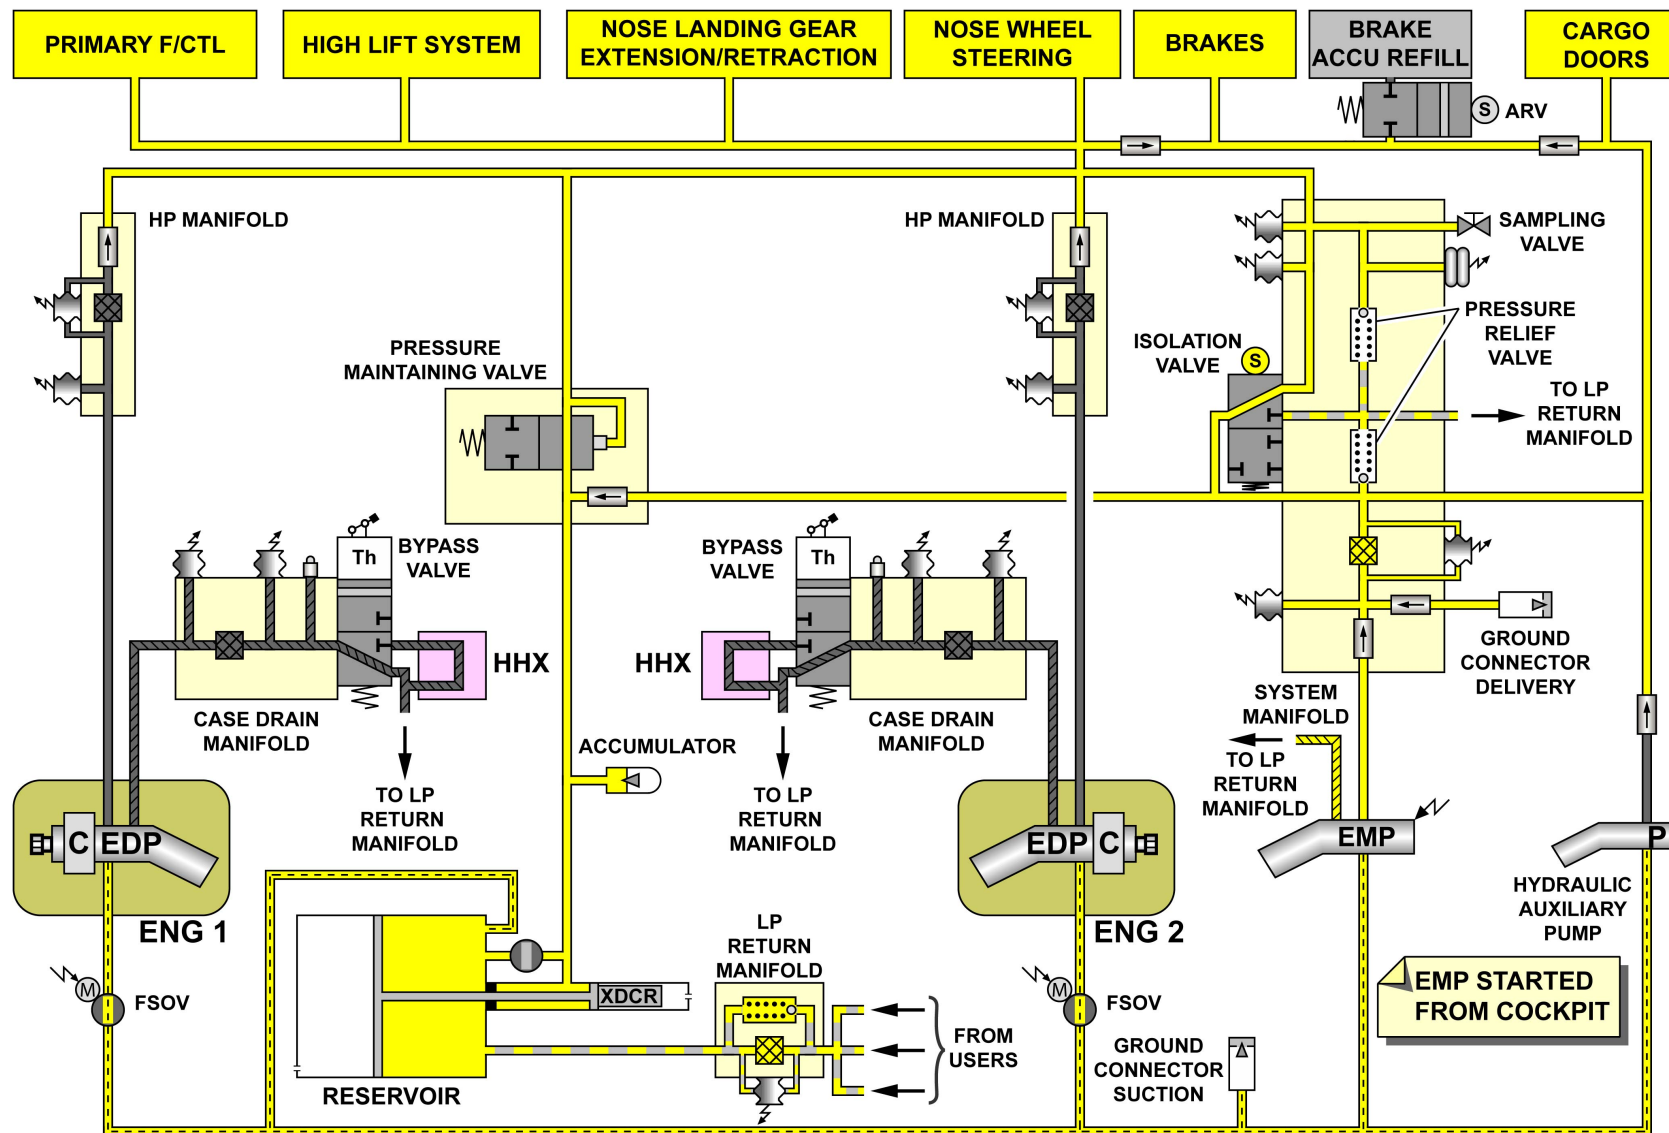 PRIMARY F/CTL
HIGH LIFT SYSTEM
NOSE LANDING GEAR
EXTENSION/RETRACTION
NOSE WHEEL
STEERING
BRAKES
BRAKE
ACCU REFILL
CARGO
DOORS
S
ARV
HP MANIFOLD
HP MANIFOLD
SAMPLING
VALVE
PRESSURE
MAINTAINING VALVE
ISOLATION
VALVE
S
PRESSURE
RELIEF
VALVE
TO LP
RETURN
MANIFOLD
Th
BYPASS
VALVE
BYPASS
VALVE
Th
HHX
HHX
GROUND
CONNECTOR
DELIVERY
CASE DRAIN
MANIFOLD
CASE DRAIN
MANIFOLD
SYSTEM
MANIFOLD
ACCUMULATOR
TO LP
RETURN
MANIFOLD
TO LP
RETURN
MANIFOLD
TO LP
RETURN
MANIFOLD
C EDP
EDP C
EMP
P
ENG 1
ENG 2
HYDRAULIC
AUXILIARY
PUMP
LP
RETURN
MANIFOLD
M
FSOV
XDCR
M
FSOV
EMP STARTED
FROM COCKPIT
FROM
USERS
GROUND
CONNECTOR
SUCTION
RESERVOIR